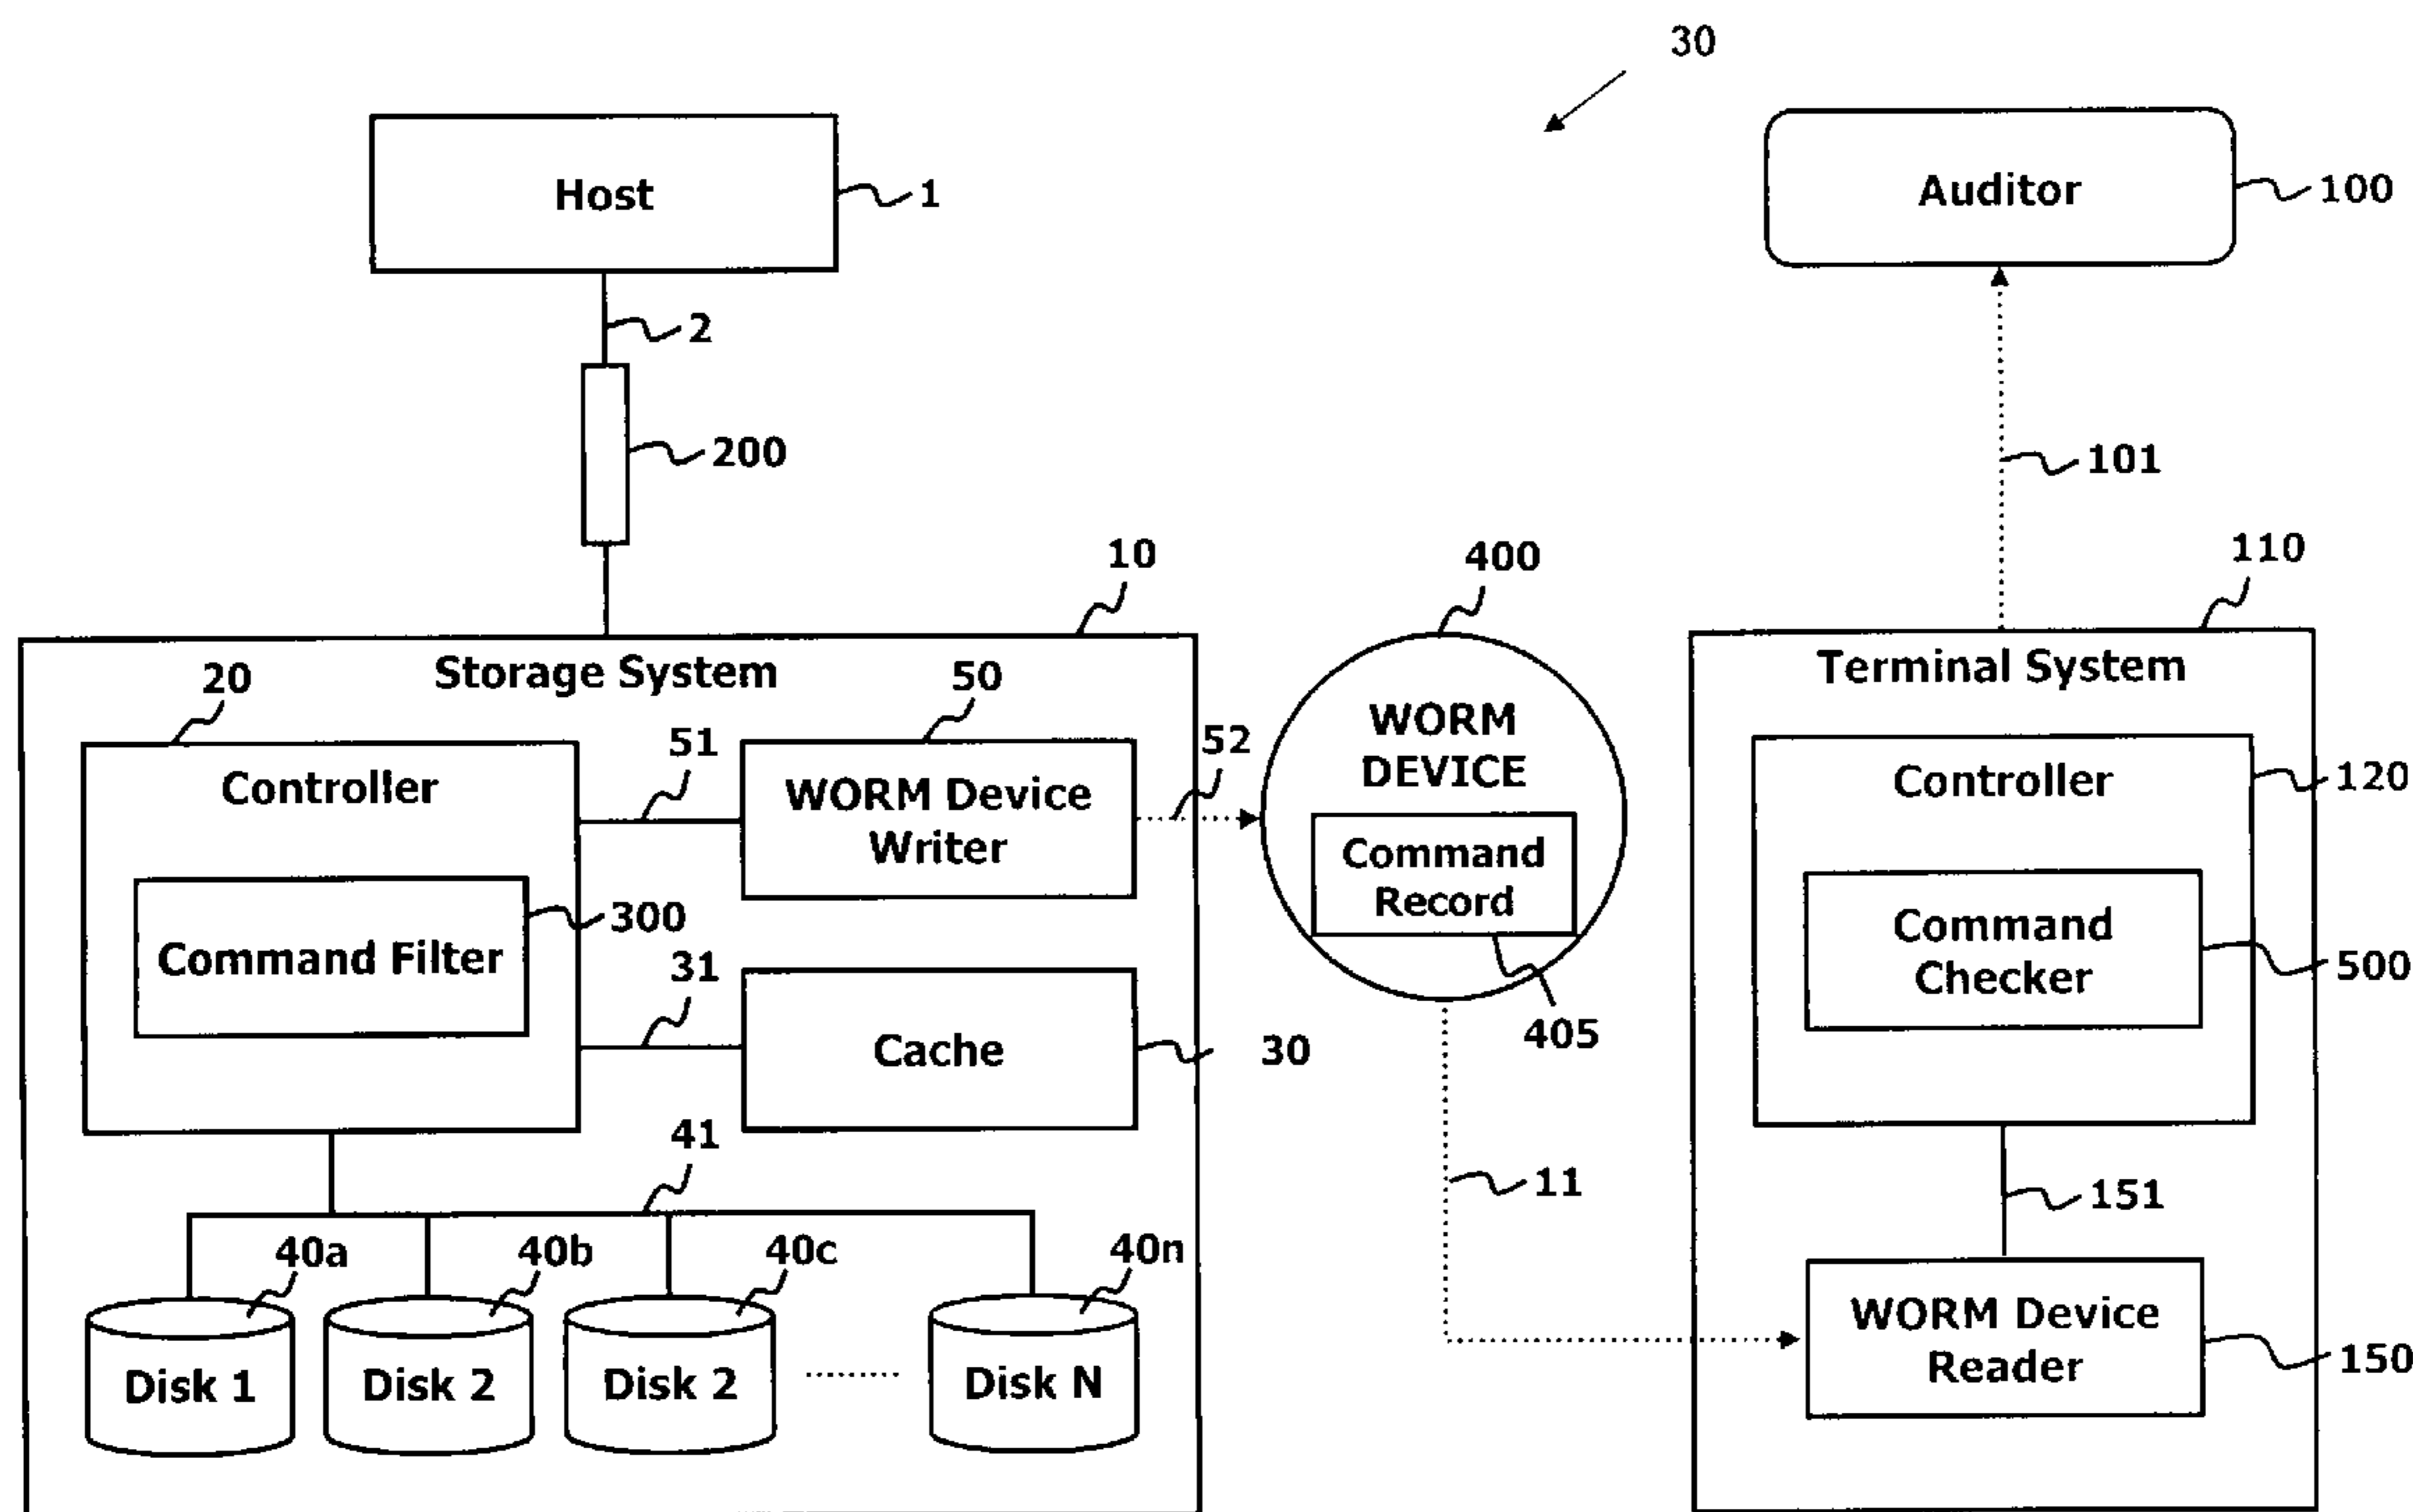 30
Host
1
Auditor
100
2
200
101
10
400
110
Storage System
Terminal System
20
50
51
52
Controller
WORM Device
Writer
WORM
DEVICE
Controller
120
Command Filter
300
Command
Record
405
Command
Checker
500
31
Cache
30
41
11
151
40a
40b
40c
40n
Disk 1
Disk 2
Disk 2
Disk N
WORM Device
Reader
150